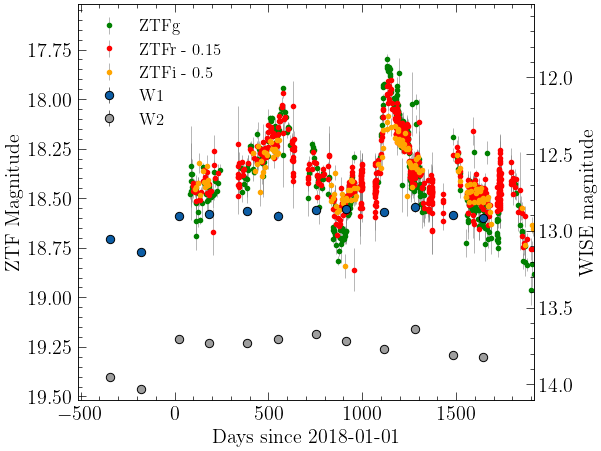 ZTFg
ZTFr - 0.15
ZTFi - 0.5
W1
W2
ZTF Magnitude
17.75
18.00
18.25
18.50
18.75
19.00
19.25
19.50
WISE magnitude
12.0
12.5
13.0
13.5
14.0
−500
0
500
1000
1500
Days since 2018-01-01